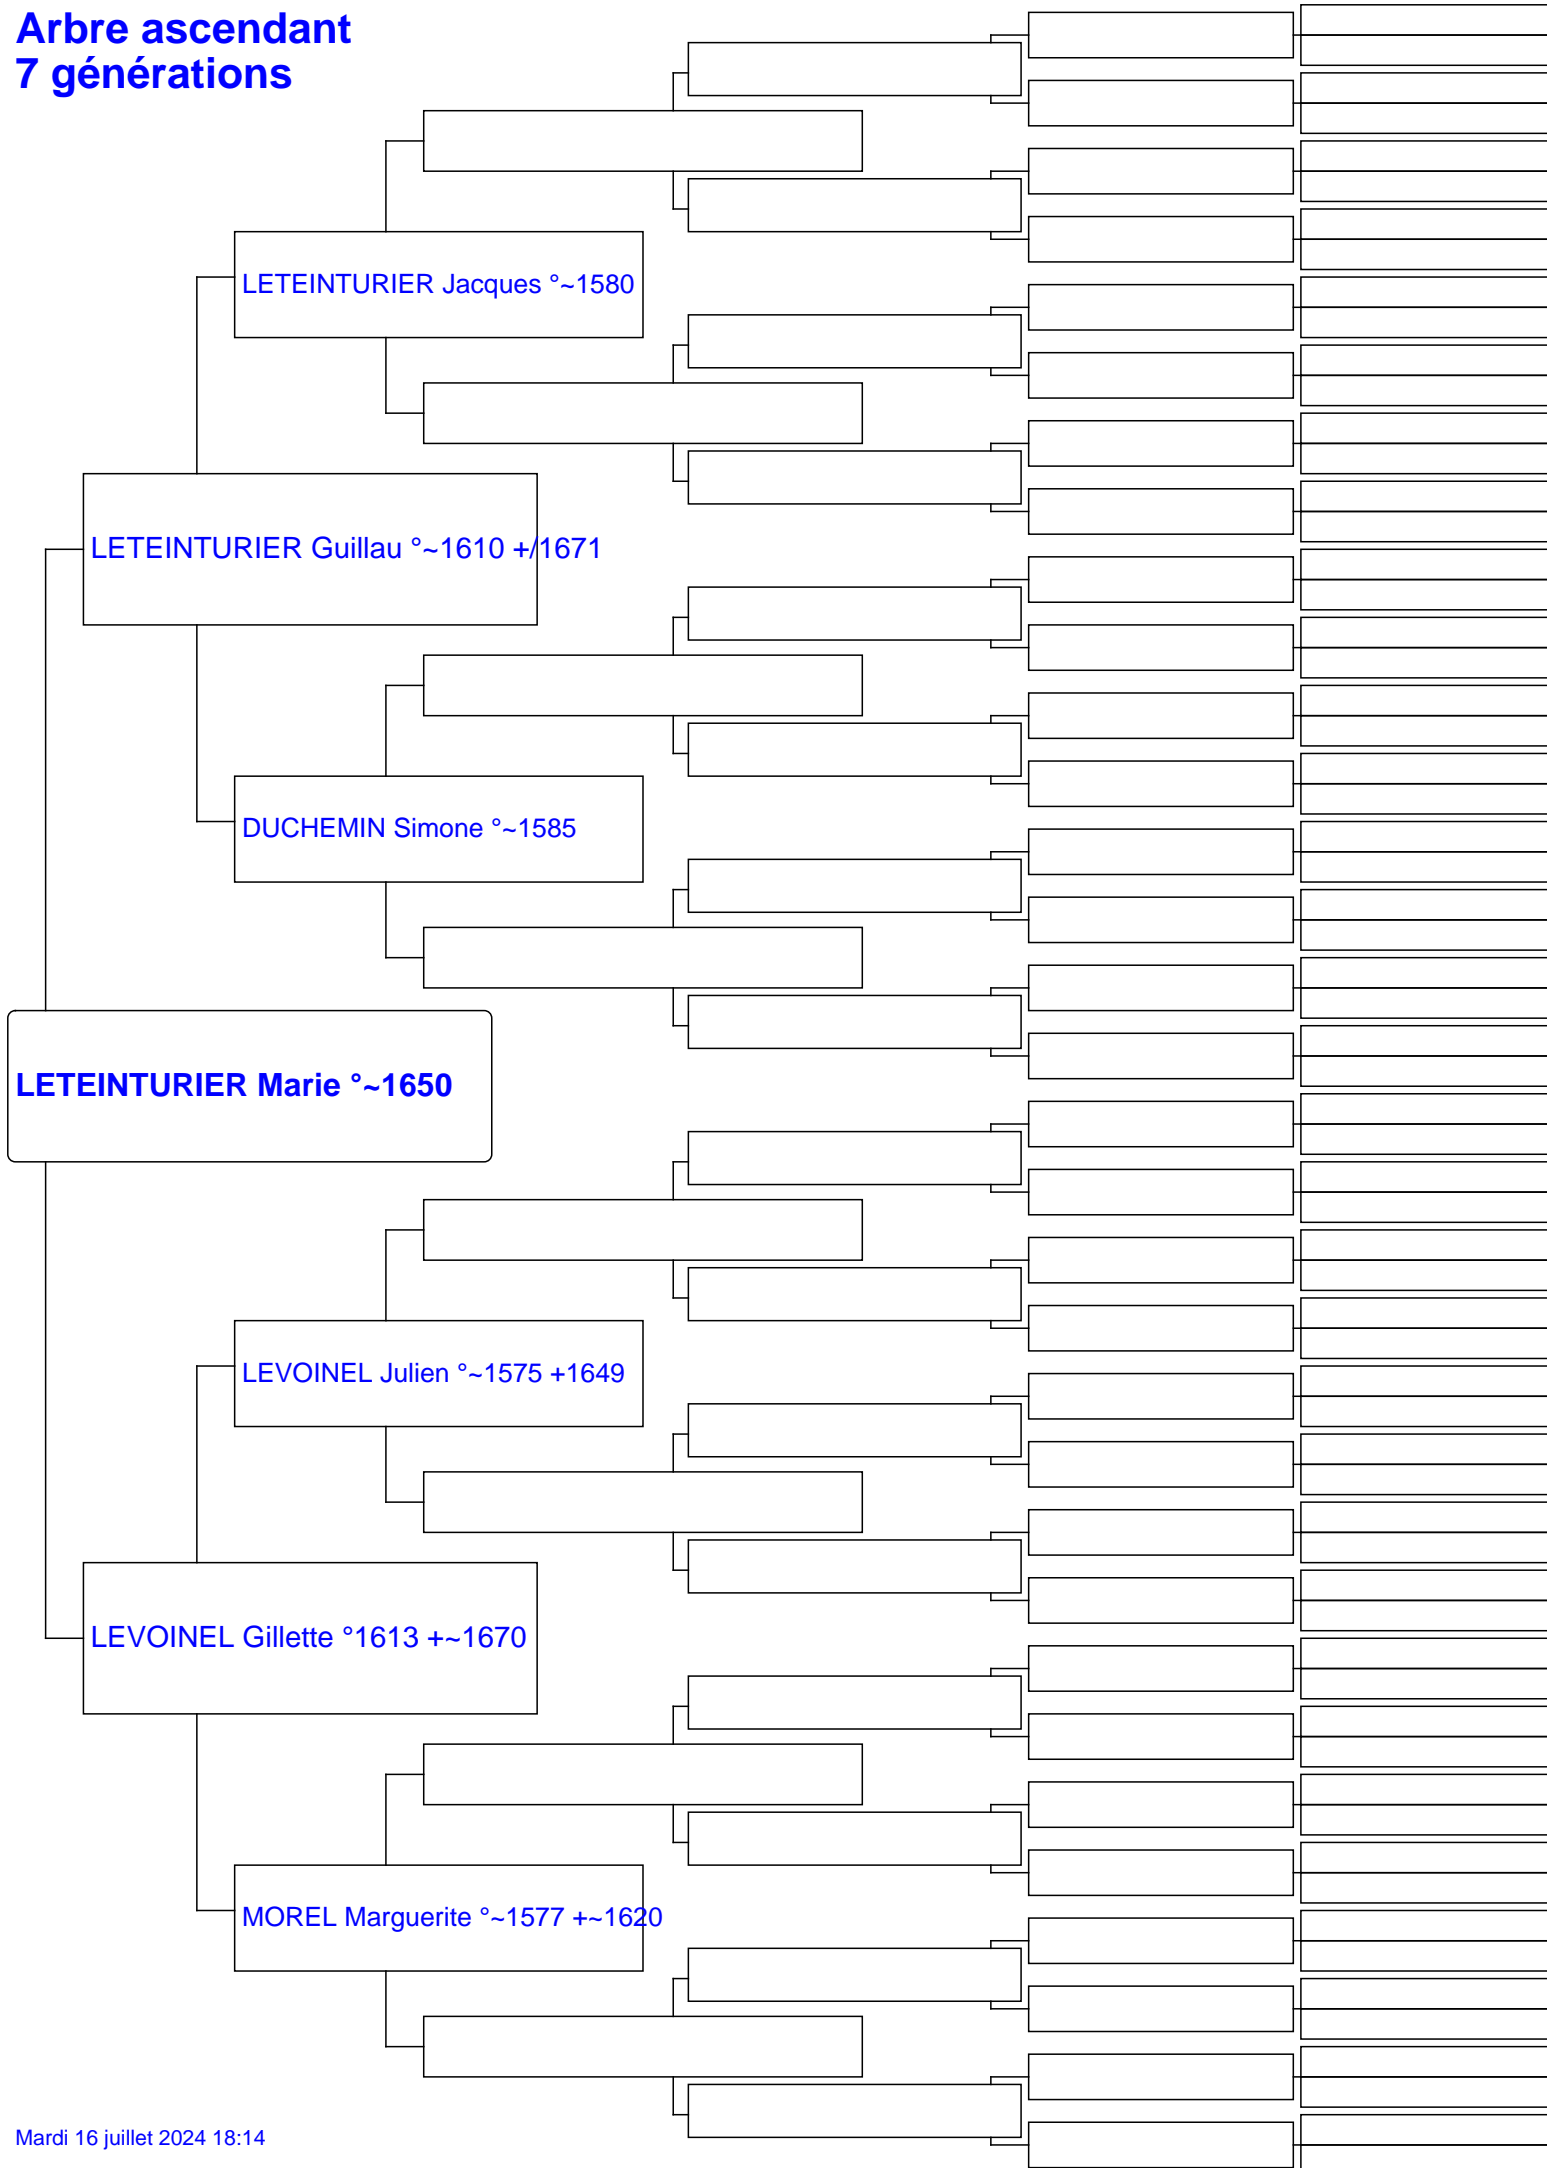 Arbre ascendant
7 générations
LETEINTURIER Jacques °~1580
LETEINTURIER Guillau °~1610 +/1671
DUCHEMIN Simone °~1585
LETEINTURIER Marie °~1650
LEVOINEL Julien °~1575 +1649
LEVOINEL Gillette °1613 +~1670
MOREL Marguerite °~1577 +~1620
Mardi 16 juillet 2024 18:14